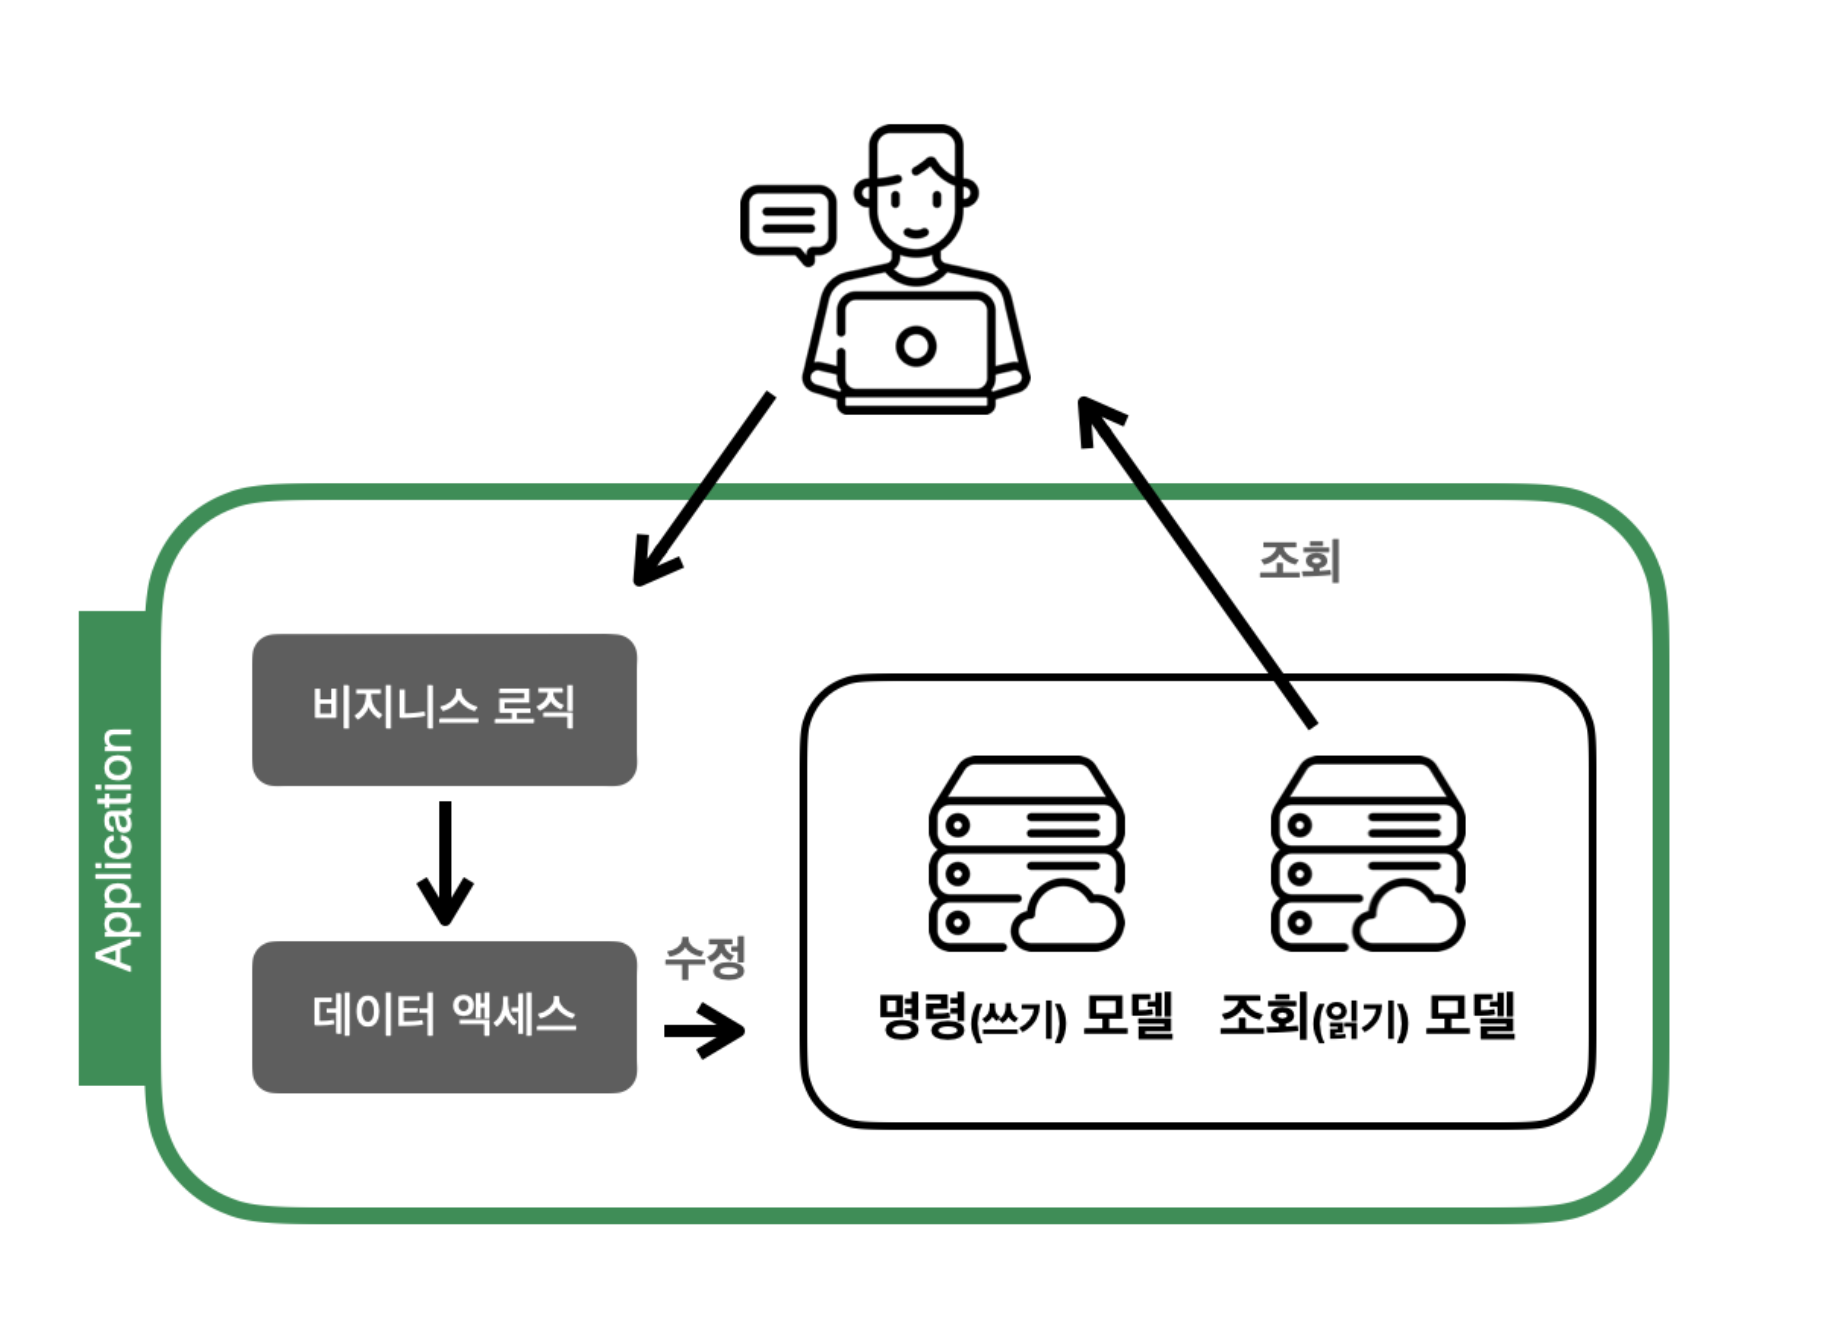 조회
비지니스 로직
Application
수정
데이터 액세스
명령(쓰기) 모델
조회(읽기) 모델